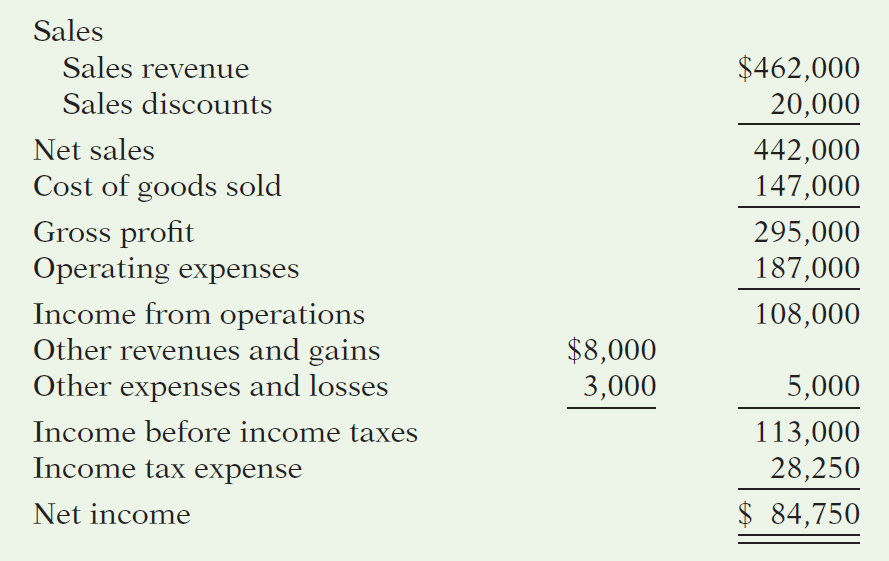 Sales
Sales revenue $462,000
Sales discounts 20,000
Net sales 442,000
Cost of goods sold 147,000
Gross profit 295,000
Operating expenses 187,000
Income from operations 108,000
Other revenues and gains $8,000
Other expenses and losses 3,000 5,000
Income before income taxes 113,000
Income tax expense 28,250
Net income $ 84,750